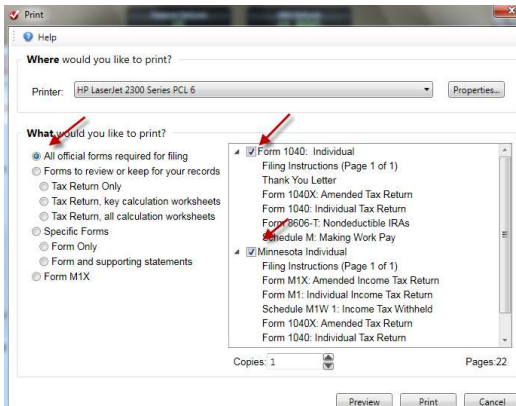 Print
Help
Where would you like to print?
Printer: HP LaserJet 2300 Series PCL 6 Properties...
What would you like to print?
All official forms required for filing
Forms to review or keep for your records
Tax Return Only
Tax Return, key calculation worksheets
Tax Return, all calculation worksheets
Specific Forms
Form Only
Form and supporting statements
Form M1X
Form 1040: Individual
Filing Instructions (Page 1 of 1)
Thank You Letter
Form 1040X: Amended Tax Return
Form 1040: Individual Tax Return
Form 8606-T: Nondeductible IRAs
Schedule M: Making Work Pay
Minnesota Individual
Filing Instructions (Page 1 of 1)
Form M1X: Amended Income Tax Return
Form M1: Individual Income Tax Return
Schedule M1W 1: Income Tax Withheld
Form 1040X: Amended Tax Return
Form 1040: Individual Tax Return
Copies: 1 Pages:22
Preview Print Cancel